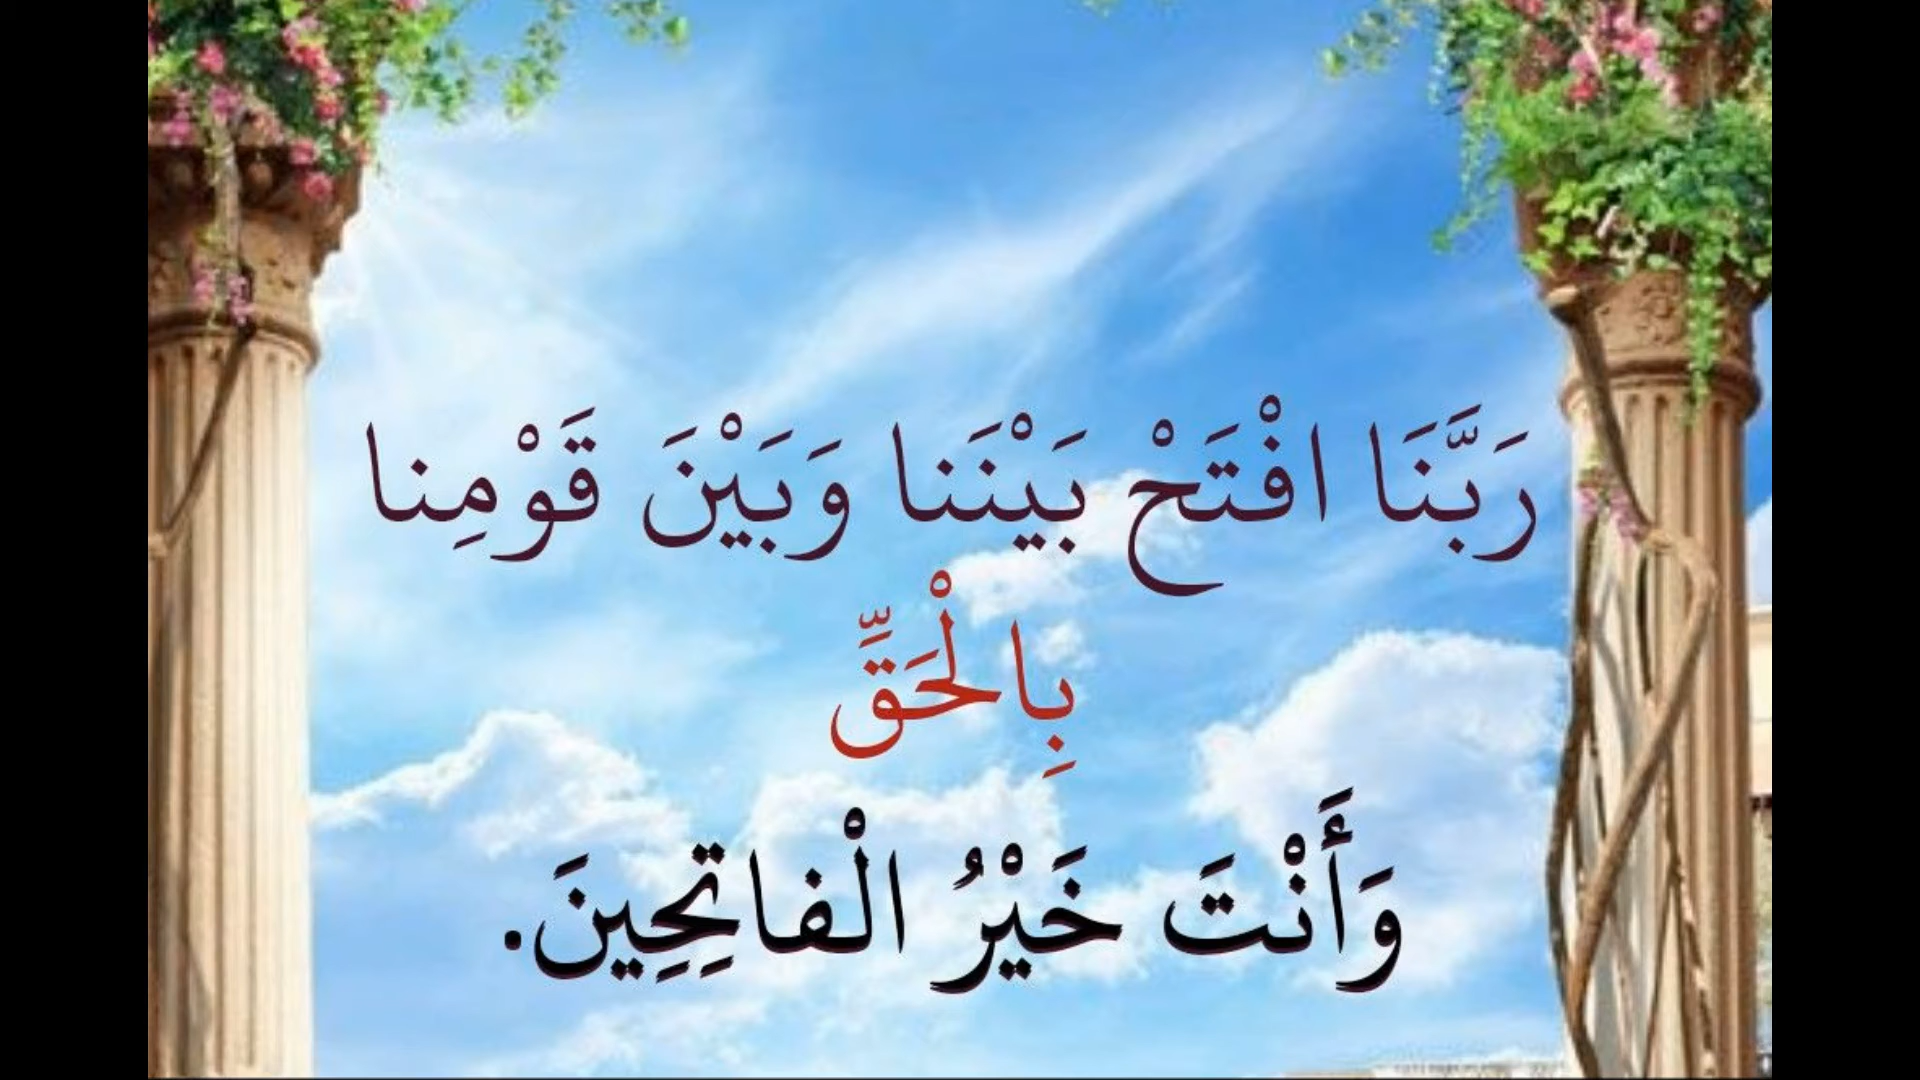 رَبَّنَا افْتَحْ بَيْنَنا وَبَيْنَ قَوْمِنا
بِالْحَقِّ
وَأَنْتَ خَيْرُ الْفاتِحِينَ.